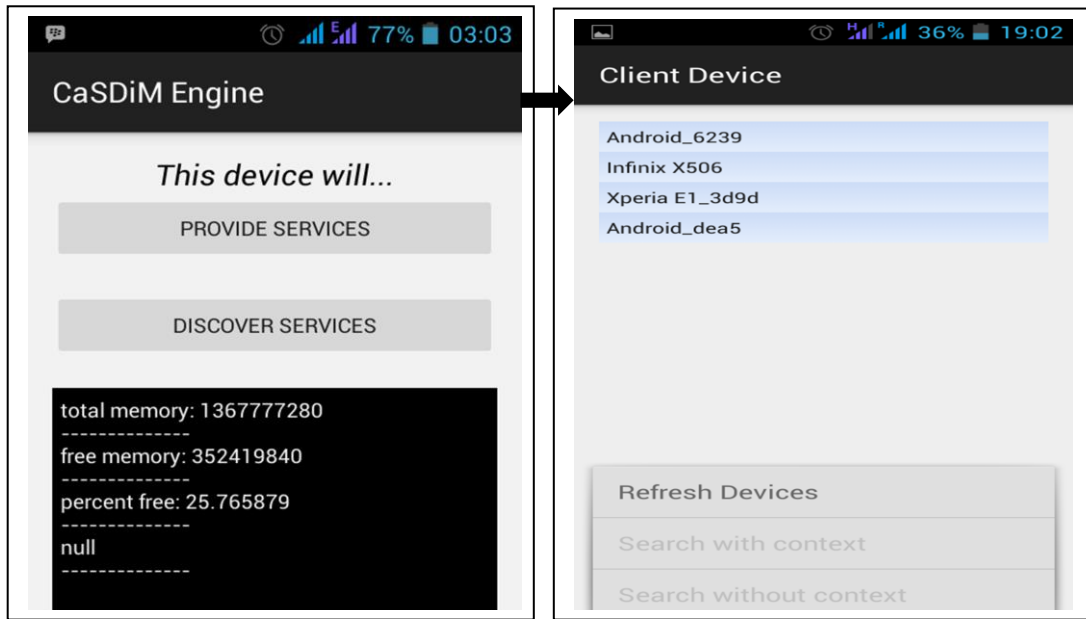 E 77% 03:03
CaSDiM Engine
This device will...
PROVIDE SERVICES
DISCOVER SERVICES
total memory: 1367777280
--------------
free memory: 352419840
--------------
percent free: 25.765879
--------------
null
--------------
H R 36% 19:02
Client Device
Android_6239
Infinix X506
Xperia E1_3d9d
Android_dea5
Refresh Devices
Search with context
Search without context